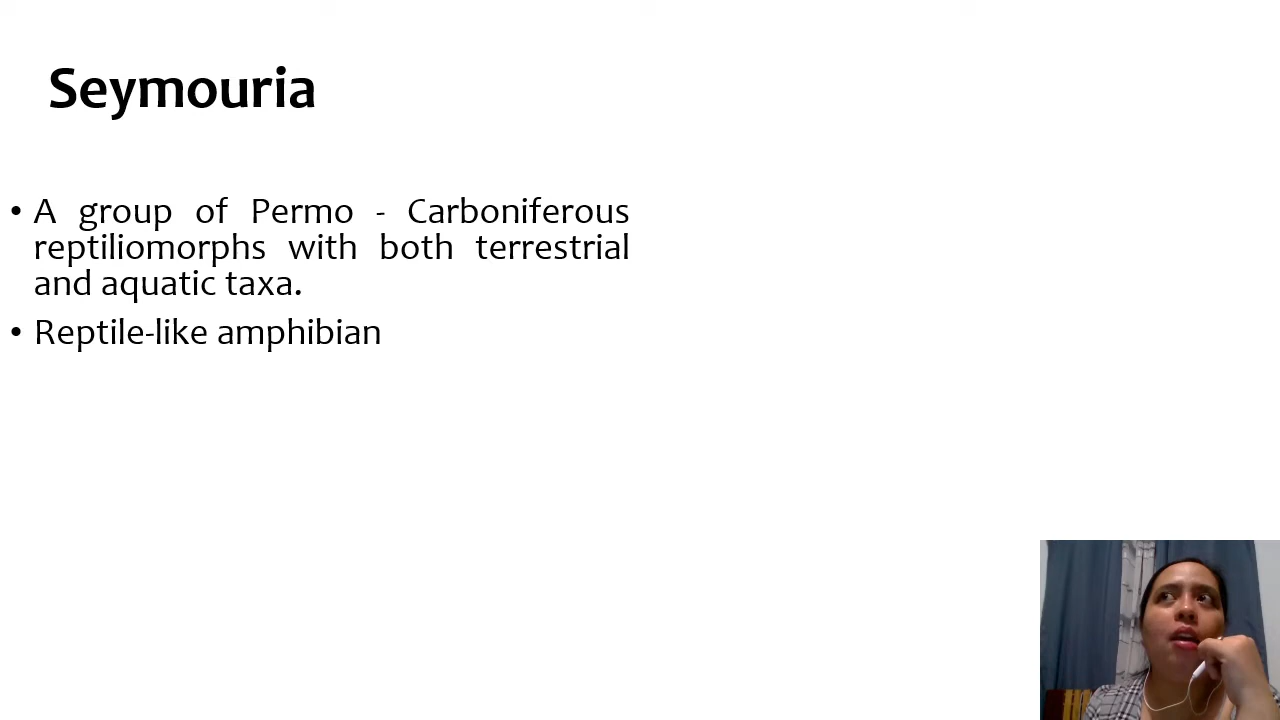 Seymouria
• A group of Permo - Carboniferous
reptiliomorphs with both terrestrial
and aquatic taxa.
• Reptile-like amphibian